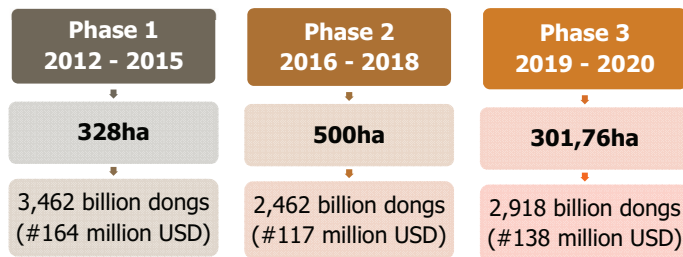 Phase 1
2012 - 2015
328ha
3,462 billion dongs
(#164 million USD)
Phase 2
2016 - 2018
500ha
2,462 billion dongs
(#117 million USD)
Phase 3
2019 - 2020
301,76ha
2,918 billion dongs
(#138 million USD)